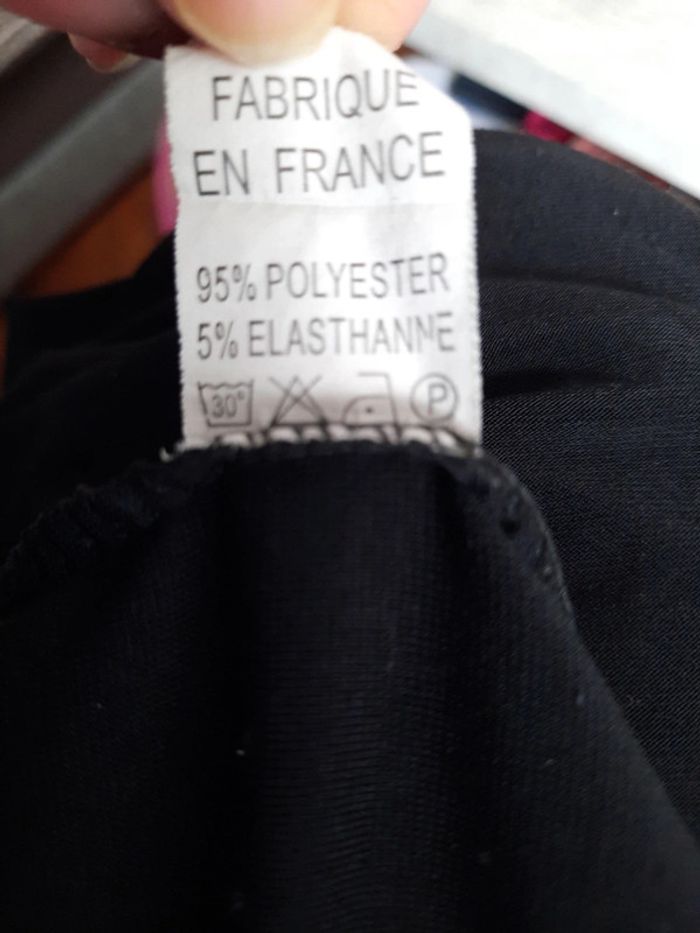 FABRIQUE
EN FRANCE
95% POLYESTER
5% ELASTHANNE
30° P